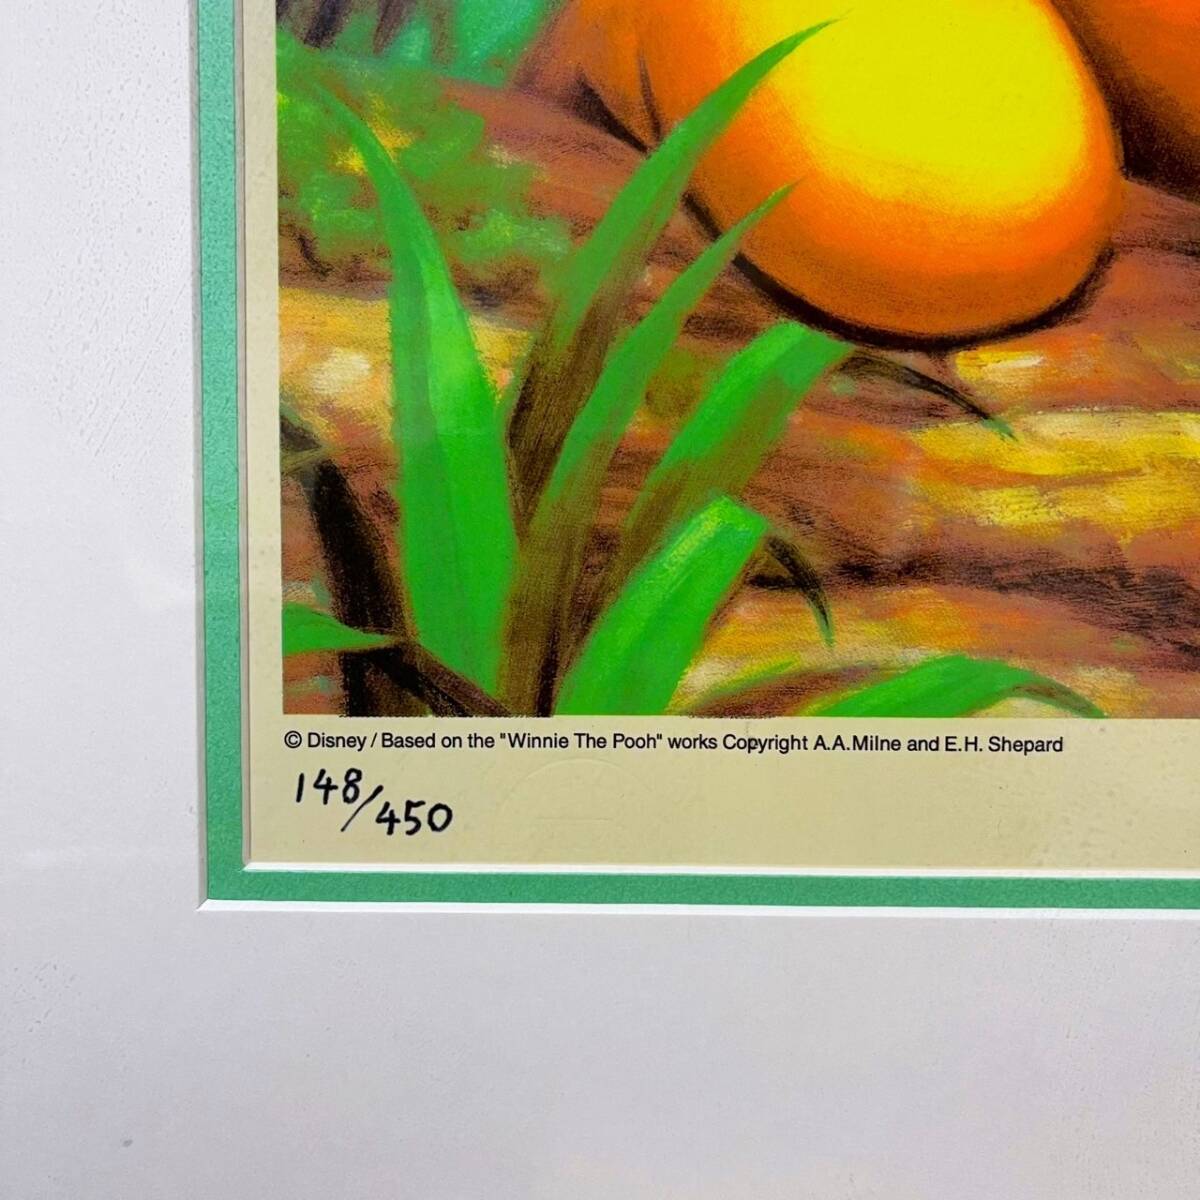 © Disney / Based on the "Winnie The Pooh" works Copyright A.A.Milne and E.H. Shepard
148/450